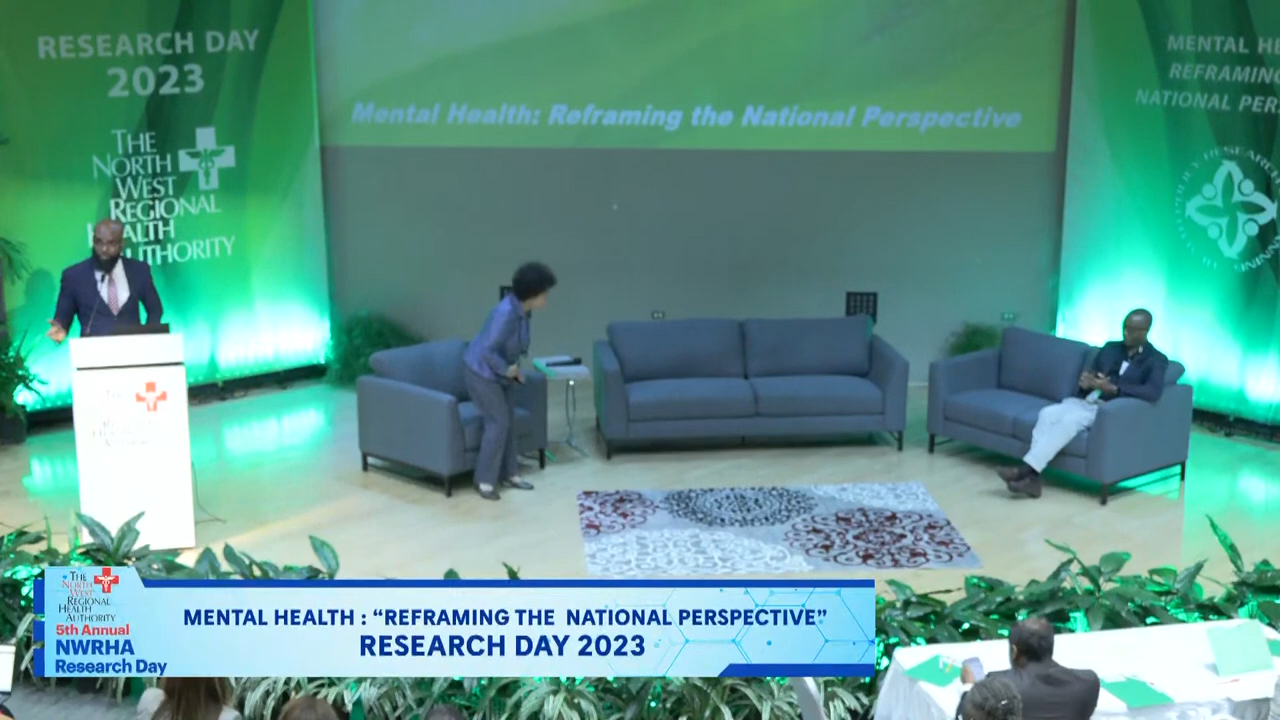 RESEARCH DAY
2023
THE
NORTH
WEST
REGIONAL
HEALTH
AUTHORITY
Mental Health: Reframing the National Perspective
MENTAL HE
REFRAMING
NATIONAL PER
THE
THE
NORTH
WEST
REGIONAL
HEALTH
AUTHORITY
5th Annual
NWRHA
Research Day
MENTAL HEALTH : “REFRAMING THE NATIONAL PERSPECTIVE”
RESEARCH DAY 2023